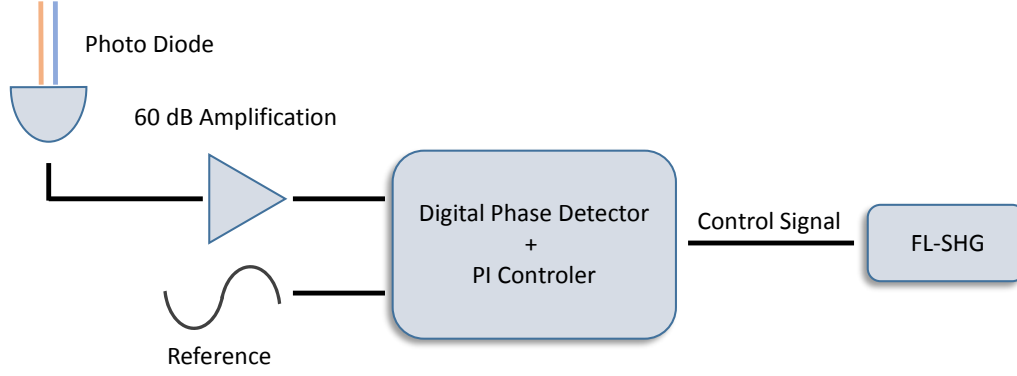 Photo Diode
60 dB Amplification
Digital Phase Detector
+
PI Controler
Control Signal
FL-SHG
Reference